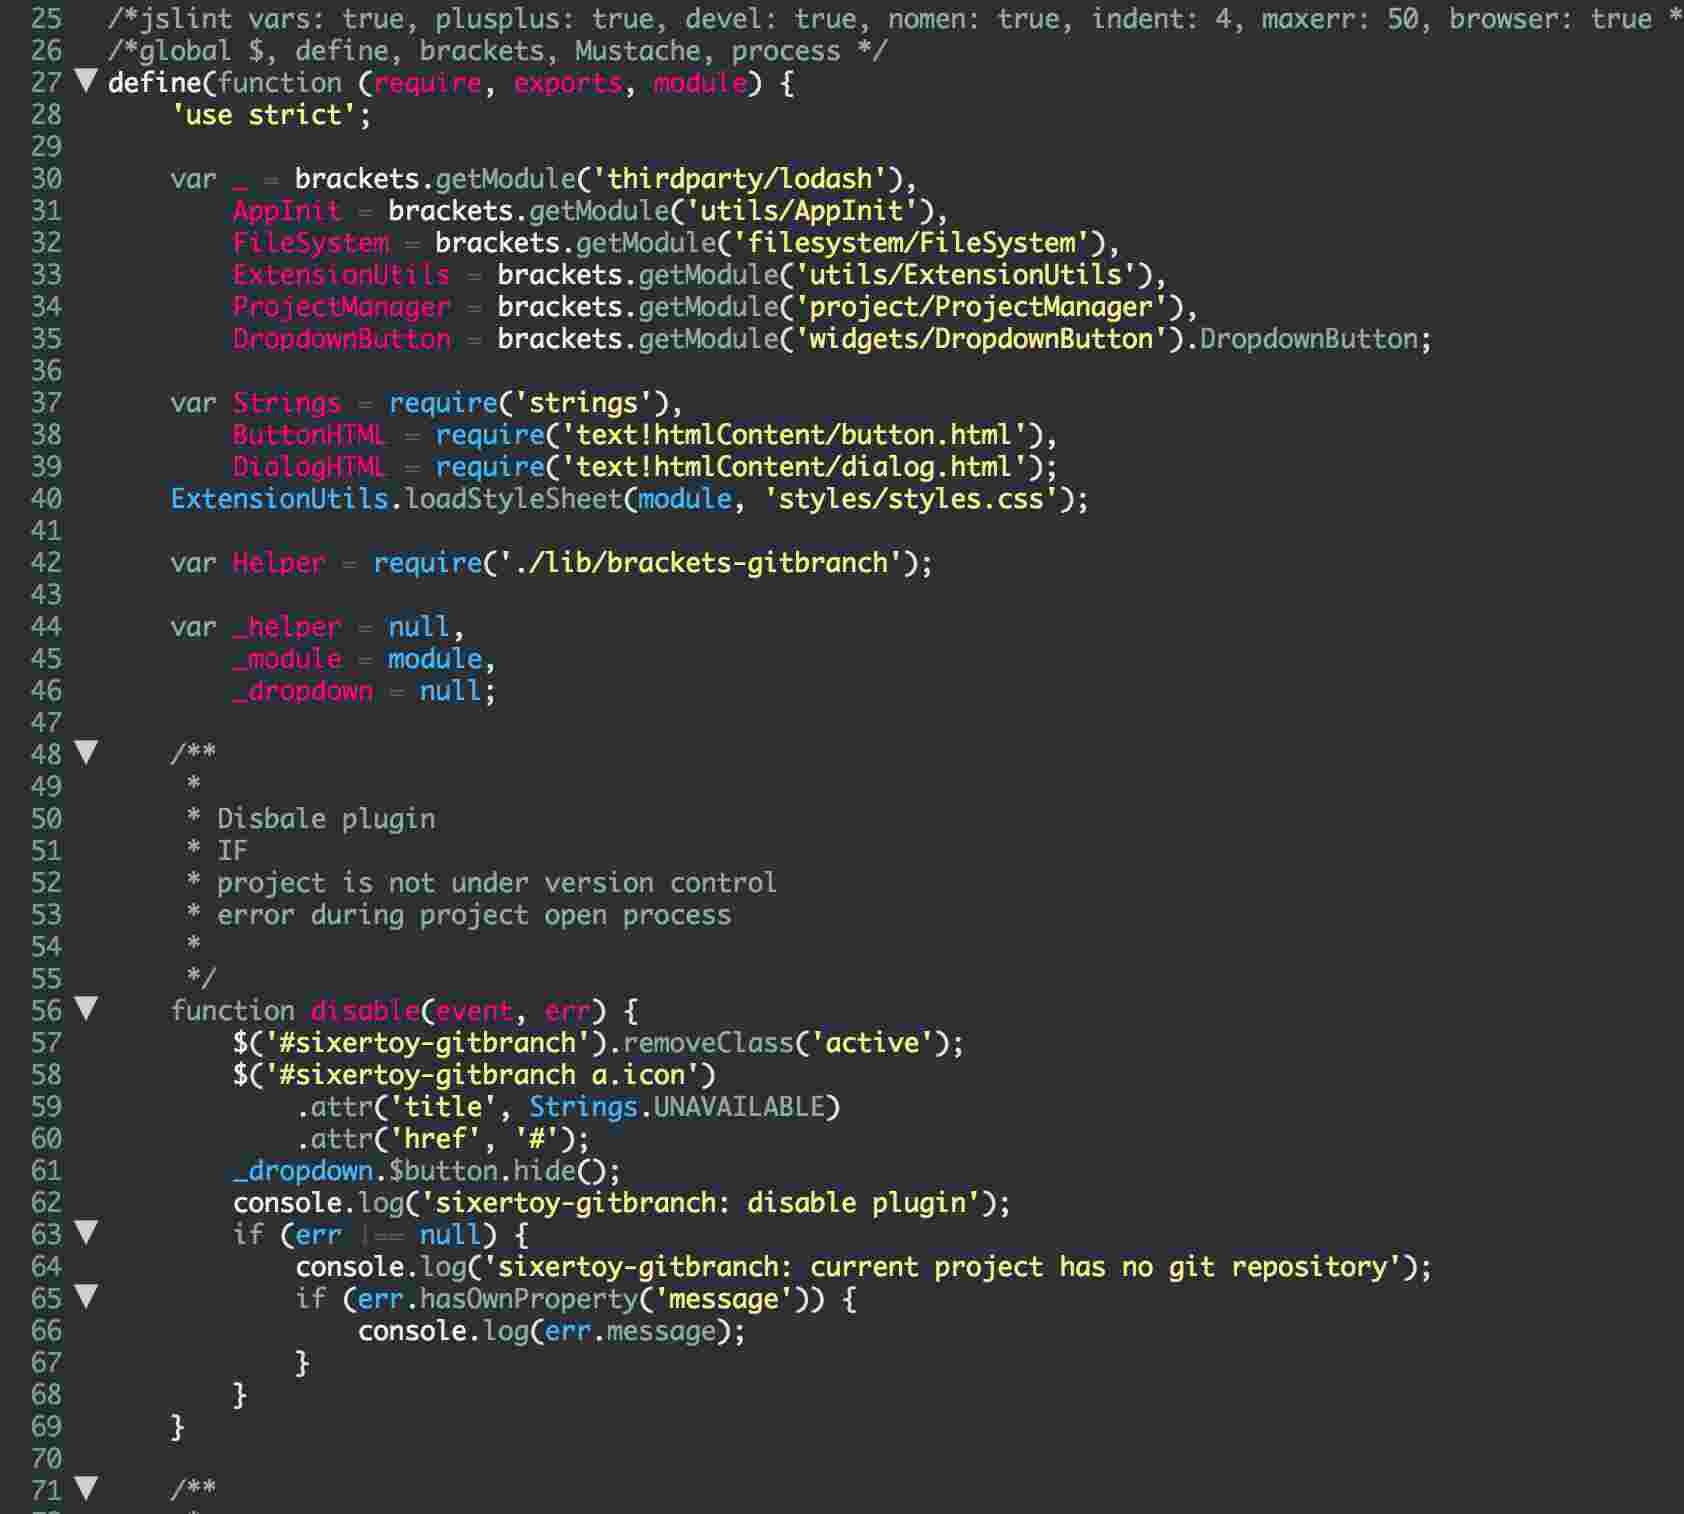 25 /*jslint vars: true, plusplus: true, devel: true, nomen: true, indent: 4, maxerr: 50, browser: true *
26 /*global $, define, brackets, Mustache, process */
27 ▼ define(function (require, exports, module) {
28     'use strict';
29
30     var _ = brackets.getModule('thirdparty/lodash'),
31         AppInit = brackets.getModule('utils/AppInit'),
32         FileSystem = brackets.getModule('filesystem/FileSystem'),
33         ExtensionUtils = brackets.getModule('utils/ExtensionUtils'),
34         ProjectManager = brackets.getModule('project/ProjectManager'),
35         DropdownButton = brackets.getModule('widgets/DropdownButton').DropdownButton;
36
37     var Strings = require('strings'),
38         ButtonHTML = require('text!htmlContent/button.html'),
39         DialogHTML = require('text!htmlContent/dialog.html');
40     ExtensionUtils.loadStyleSheet(module, 'styles/styles.css');
41
42     var Helper = require('./lib/brackets-gitbranch');
43
44     var _helper = null,
45         _module = module,
46         _dropdown = null;
47
48 ▼   /**
49      *
50      * Disbale plugin
51      * IF
52      * project is not under version control
53      * error during project open process
54      *
55      */
56 ▼   function disable(event, err) {
57         $('#sixertoy-gitbranch').removeClass('active');
58         $('#sixertoy-gitbranch a.icon')
59             .attr('title', Strings.UNAVAILABLE)
60             .attr('href', '#');
61         _dropdown.$button.hide();
62         console.log('sixertoy-gitbranch: disable plugin');
63 ▼       if (err !== null) {
64             console.log('sixertoy-gitbranch: current project has no git repository');
65 ▼           if (err.hasOwnProperty('message')) {
66                 console.log(err.message);
67             }
68         }
69     }
70
71 ▼   /**